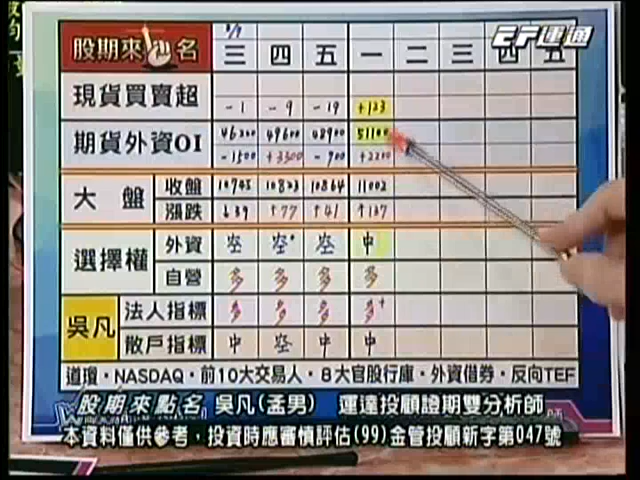 EF運通
8/7
股期來 名 三 四 五 一 二 三 四 五
現貨買賣超 -1 -9 -19 +123
期貨外資OI 46200 49600 48900 51100
-1500 +3300 -900 +2200
大盤 收盤 10745 10823 10864 11002
漲跌 ↓39 ↑77 ↑41 ↑137
選擇權 外資 空 空 空 中
自營 多 多 多 多
吳凡 法人指標 多 多 多 多+
散戶指標 中 空 中 中
道瓊·NASDAQ·前10大交易人·8大官股行庫·外資借券·反向TEF
股期來點名 吳凡(孟男) 運達投顧證期雙分析師
本資料僅供參考,投資時應審慎評估(99)金管投顧新字第047號